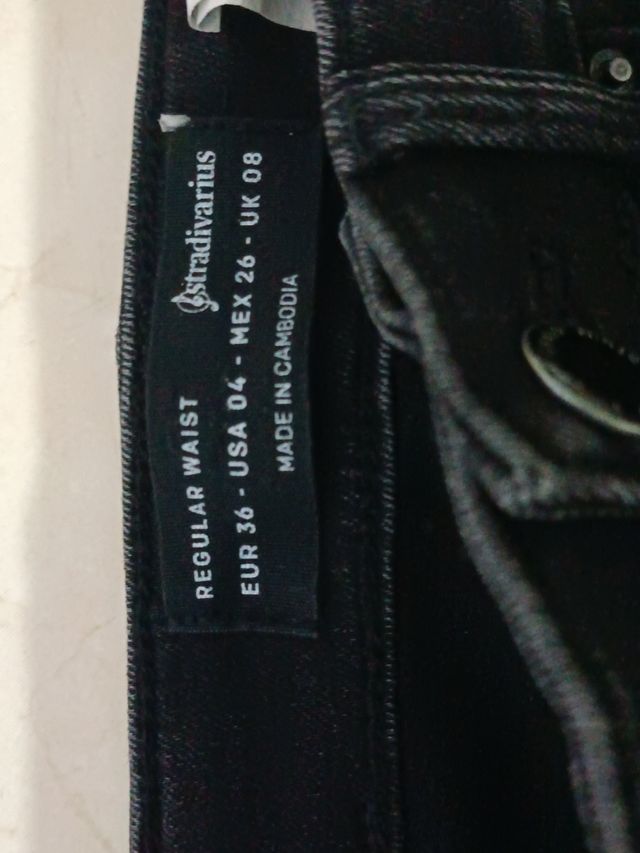 REGULAR WAIST Stradivarius
EUR 36 - USA 04 - MEX 26 - UK 08
MADE IN CAMBODIA